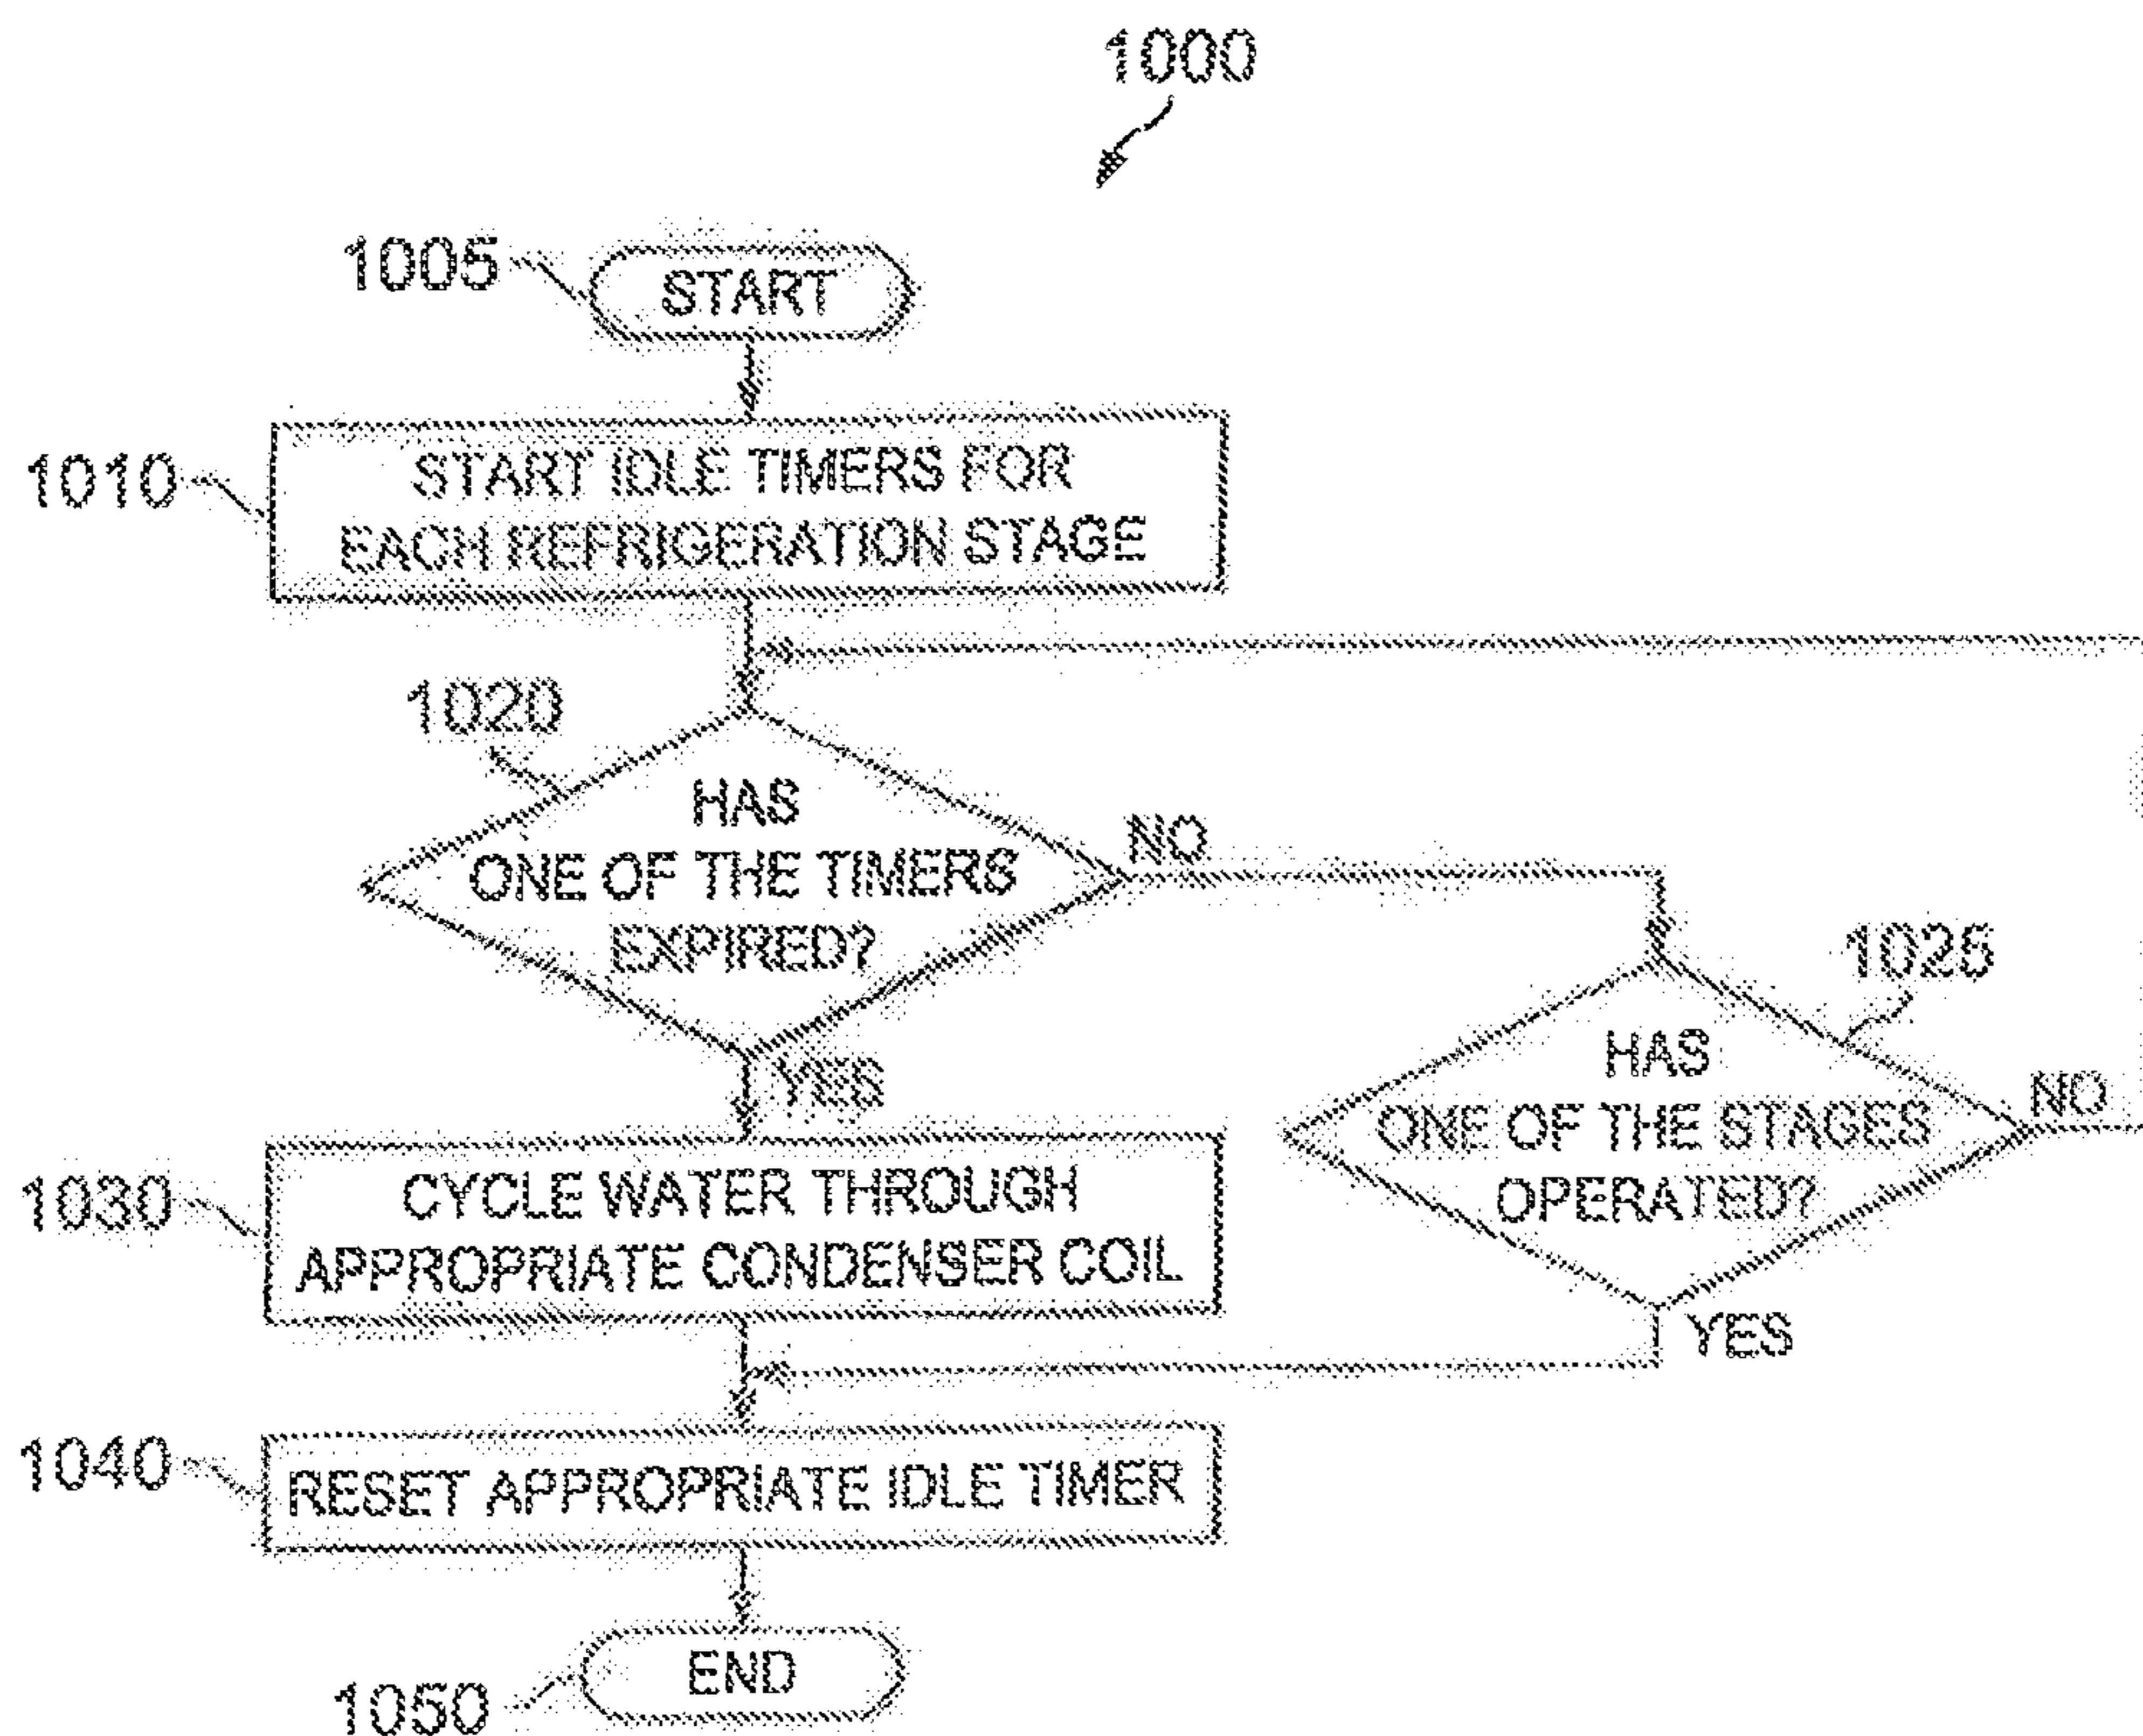 1000
1005
START
1010
START IDLE TIMERS FOR
EACH REFRIGERATION STAGE
1020
HAS
ONE OF THE TIMERS
EXPIRED?
NO
YES
1025
HAS
ONE OF THE STAGES
OPERATED?
NO
YES
1030
CYCLE WATER THROUGH
APPROPRIATE CONDENSER COIL
1040
RESET APPROPRIATE IDLE TIMER
END
1050